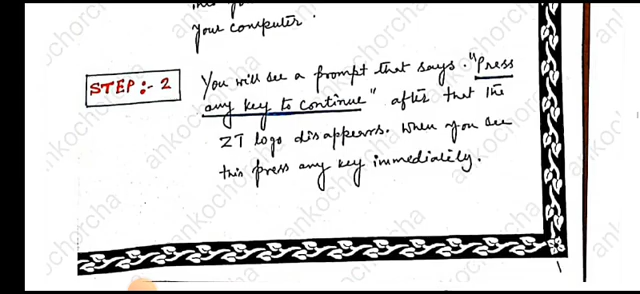 your computer.
STEP :- 2 You will see a prompt that says. "Press
any key to continue" after that the
ZT logo disappears. When you see
this press any key immediately.
ankochorcha